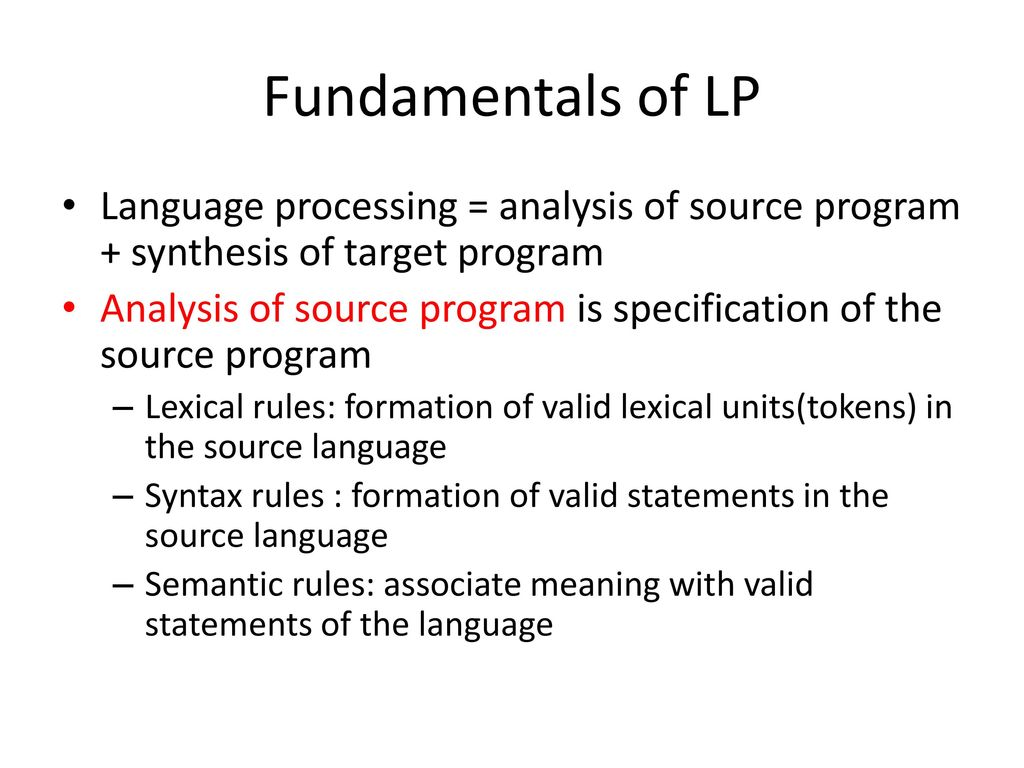 Fundamentals of LP
• Language processing = analysis of source program
+ synthesis of target program
• Analysis of source program is specification of the
source program
– Lexical rules: formation of valid lexical units(tokens) in
the source language
– Syntax rules : formation of valid statements in the
source language
– Semantic rules: associate meaning with valid
statements of the language